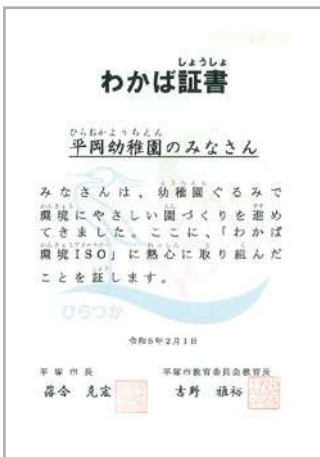 しょうしょ
わかば証書
ひらおかようちえん
平岡幼稚園のみなさん
みなさんは、幼稚園ぐるみで
環境にやさしい園づくりを進め
てきました。ここに、「わかば
環境ISO」に熱心に取り組んだ
ことを証します。
ひらつか
令和5年2月1日
平塚市長
落合 克宏
平塚市教育委員会教育長
吉野 雅裕